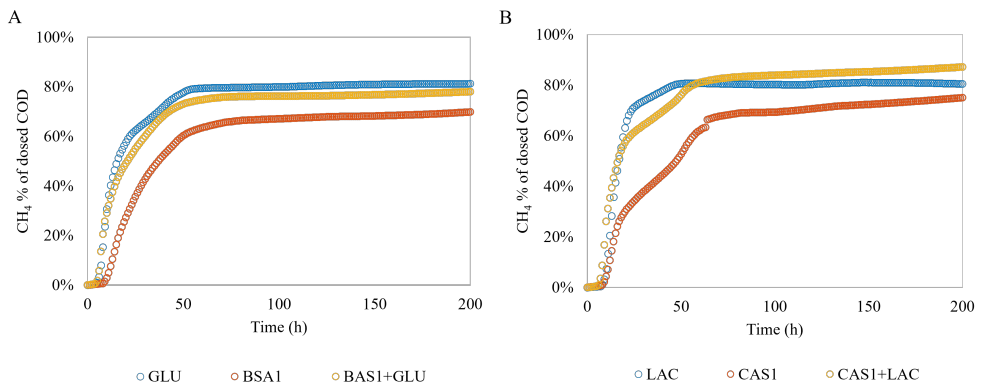 A
100%
80%
60%
40%
20%
0%
CH4 % of dosed COD
0
50
100
150
200
Time (h)
GLU
BSA1
BAS1+GLU
B
100%
80%
60%
40%
20%
0%
CH4 % of dosed COD
0
50
100
150
200
Time (h)
LAC
CAS1
CAS1+LAC